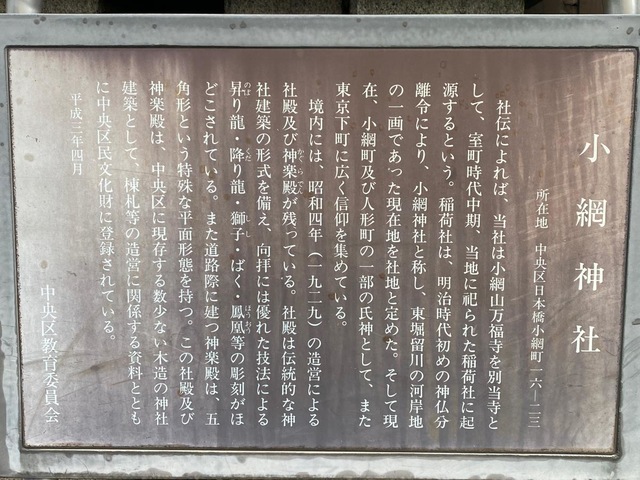 小網神社
所在地　中央区日本橋小網町一六―二三
社伝によれば、当社は小網山万福寺を別当寺と
して、室町時代中期、当地に祀られた稲荷社に起
源するという。稲荷社は、明治時代初めの神仏分
離令により、小網神社と称し、東堀留川の河岸地
の一画であった現在地を社地と定めた。そして現
在、小網町及び人形町の一部の氏神として、また
東京下町に広く信仰を集めている。
境内には、昭和四年（一九二九）の造営による
社殿及び神楽殿が残っている。社殿は伝統的な神
社建築の形式を備え、向拝には優れた技法による
昇り龍・降り龍・獅子・ばく・鳳凰等の彫刻がほ
どこされている。また道路際に建つ神楽殿は、五
角形という特殊な平面形態を持つ。この社殿及び
神楽殿は、中央区に現存する数少ない木造の神社
建築として、棟札等の造営に関係する資料ととも
に中央区民文化財に登録されている。
平成三年四月
中央区教育委員会